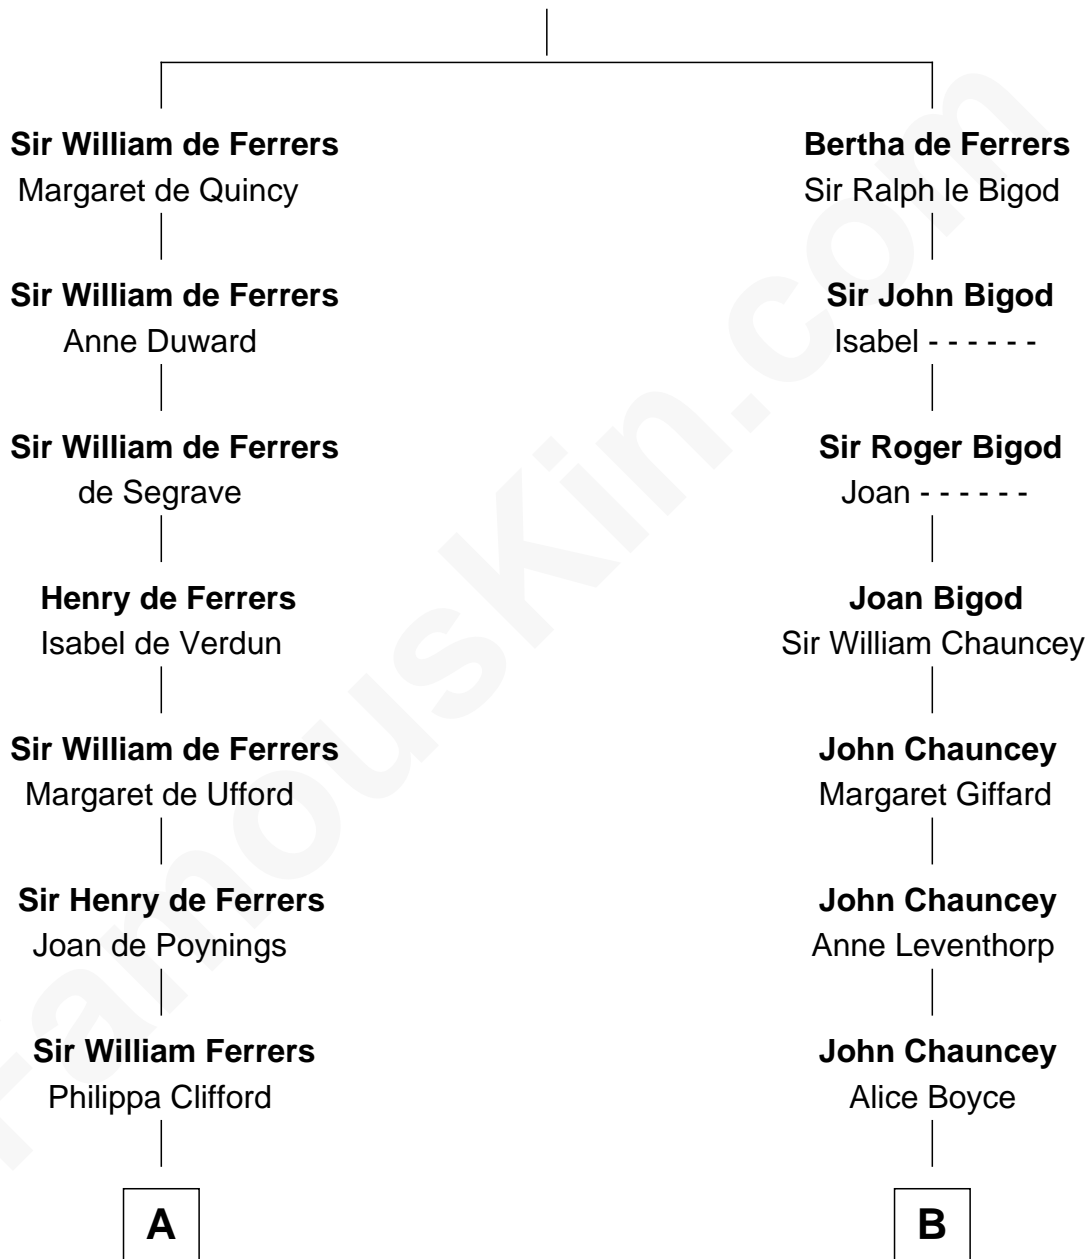 Sir William de Ferrers
Margaret de Quincy
Sir William de Ferrers
Anne Duward
Sir William de Ferrers
de Segrave
Henry de Ferrers
Isabel de Verdun
Sir William de Ferrers
Margaret de Ufford
Sir Henry de Ferrers
Joan de Poynings
Sir William Ferrers
Philippa Clifford
A
Bertha de Ferrers
Sir Ralph le Bigod
Sir John Bigod
Isabel - - - - - -
Sir Roger Bigod
Joan - - - - - -
Joan Bigod
Sir William Chauncey
John Chauncey
Margaret Giffard
John Chauncey
Anne Leventhorp
John Chauncey
Alice Boyce
B
FamousKin.com